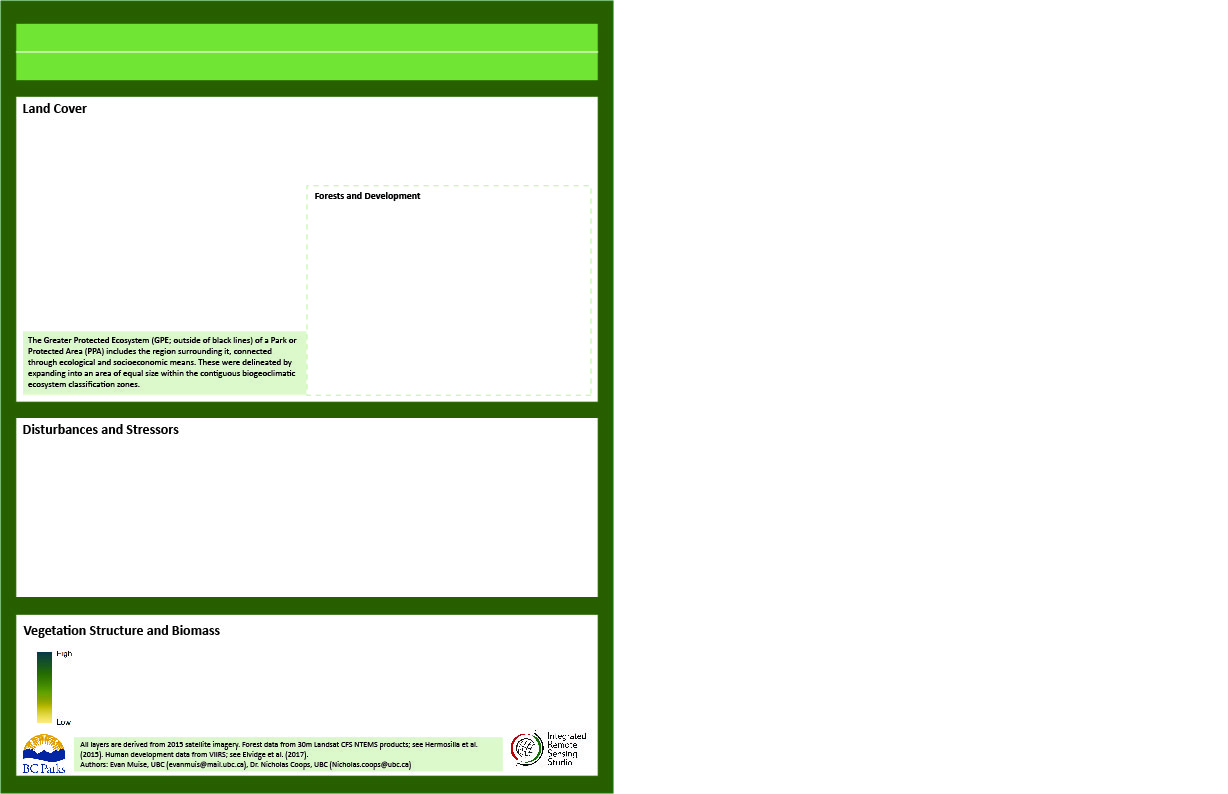 Land Cover
Forests and Development
The Greater Protected Ecosystem (GPE; outside of black lines) of a Park or
Protected Area (PPA) includes the region surrounding it, connected
through ecological and socioeconomic means. These were delineated by
expanding into an area of equal size within the contiguous biogeoclimatic
ecosystem classification zones.
Disturbances and Stressors
Vegetation Structure and Biomass
High
Low
BC Parks
All layers are derived from 2015 satellite imagery. Forest data from 30m Landsat CFS NTEMS products; see Hermosilla et al.
(2015). Human development data from VIIRS; see Elvidge et al. (2017).
Authors: Evan Muise, UBC (evanmuis@mail.ubc.ca), Dr. Nicholas Coops, UBC (Nicholas.coops@ubc.ca)
Integrated
Remote
Sensing
Studio